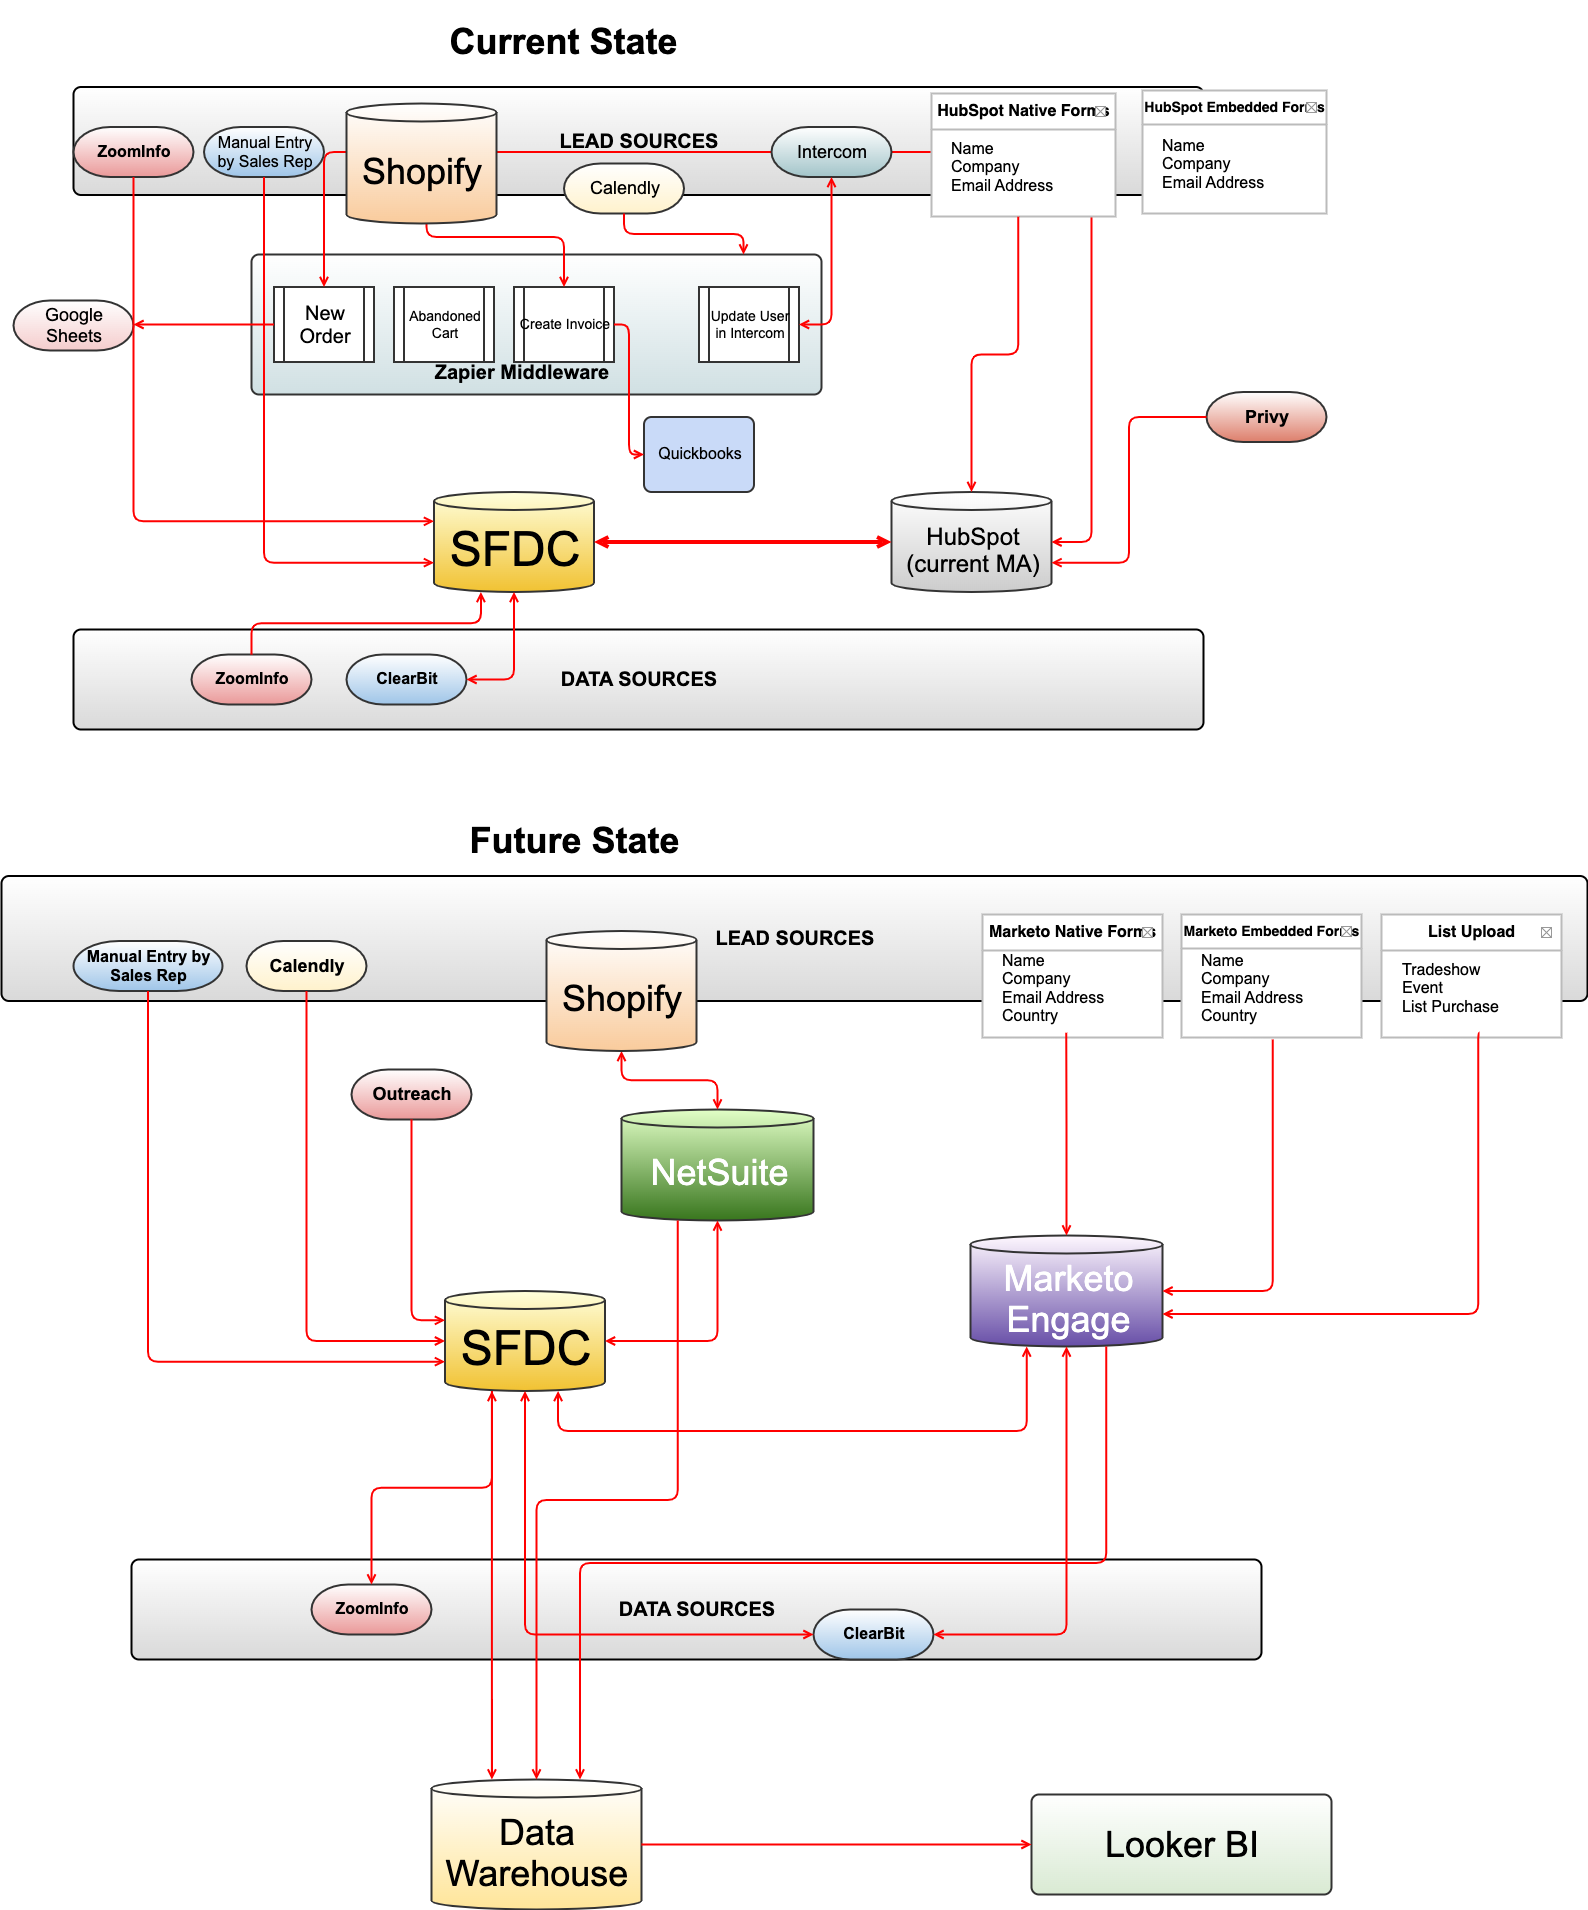 Current State
LEAD SOURCES
ZoomInfo
Manual Entry
by Sales Rep
Shopify
Calendly
Intercom
HubSpot Native Forms
Name
Company
Email Address
HubSpot Embedded Forms
Name
Company
Email Address
Google
Sheets
New
Order
Abandoned
Cart
Create Invoice
Update User
in Intercom
Zapier Middleware
Quickbooks
Privy
SFDC
HubSpot
(current MA)
ZoomInfo
ClearBit
DATA SOURCES
Future State
LEAD SOURCES
Manual Entry by
Sales Rep
Calendly
Shopify
Marketo Native Forms
Name
Company
Email Address
Country
Marketo Embedded Forms
Name
Company
Email Address
Country
List Upload
Tradeshow
Event
List Purchase
Outreach
NetSuite
Marketo
Engage
SFDC
ZoomInfo
DATA SOURCES
ClearBit
Data
Warehouse
Looker BI